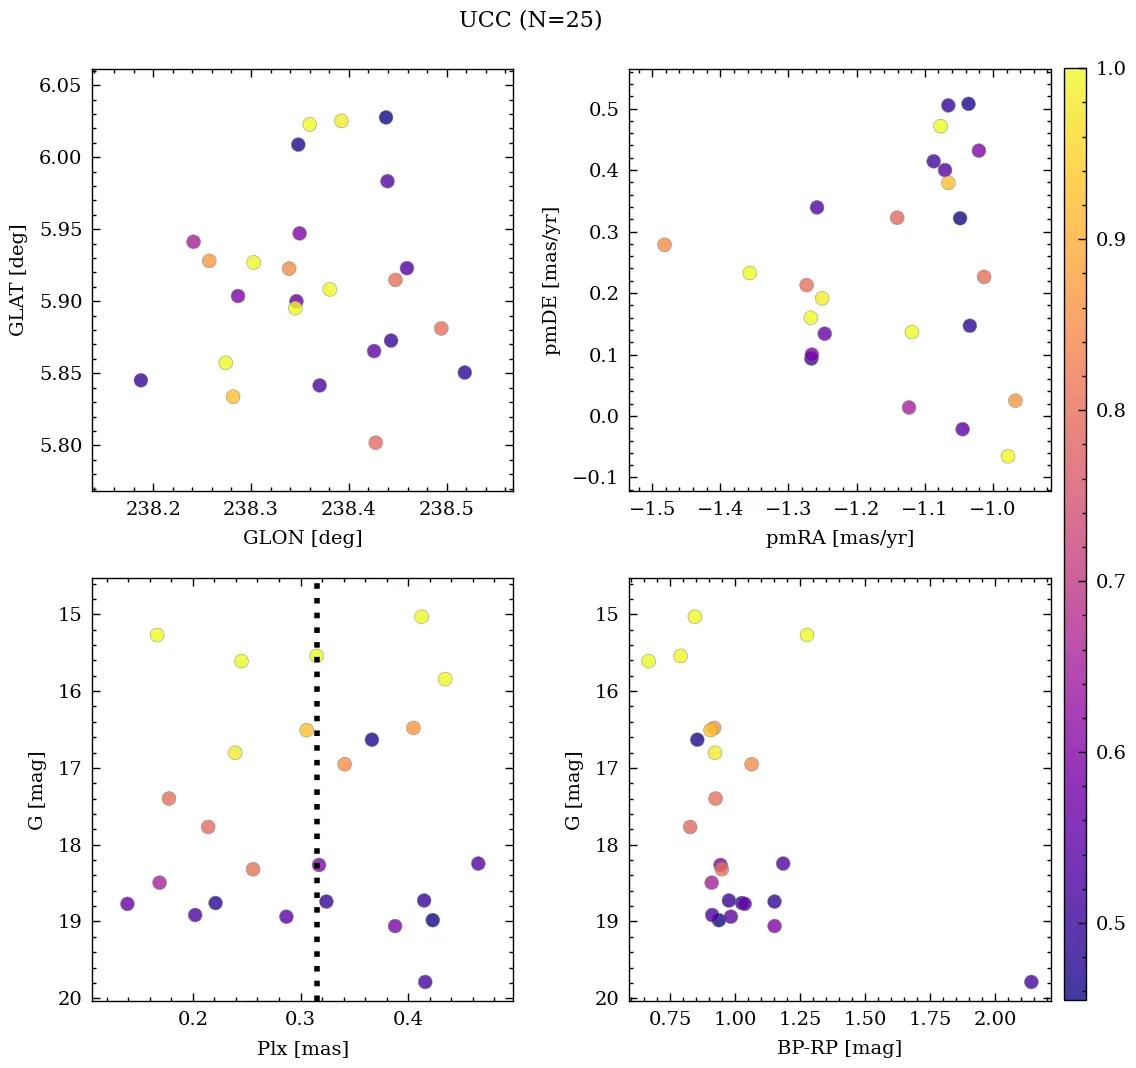 UCC (N=25)
6.05
6.00
5.95
5.90
5.85
5.80
GLAT [deg]
238.2 238.3 238.4 238.5
GLON [deg]
0.5
0.4
0.3
0.2
0.1
0.0
−0.1
pmDE [mas/yr]
−1.5 −1.4 −1.3 −1.2 −1.1 −1.0
pmRA [mas/yr]
15
16
17
18
19
20
G [mag]
0.2 0.3 0.4
Plx [mas]
15
16
17
18
19
20
G [mag]
0.75 1.00 1.25 1.50 1.75 2.00
BP-RP [mag]
1.0
0.9
0.8
0.7
0.6
0.5